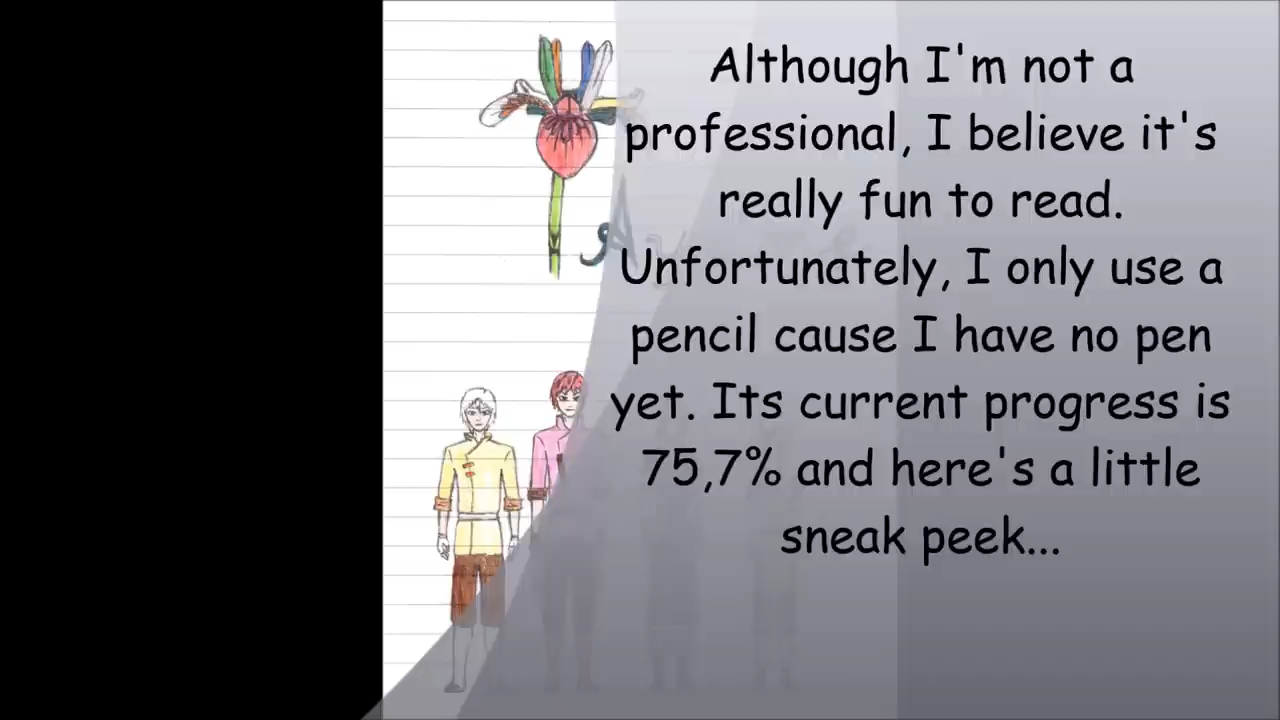 Although I'm not a
professional, I believe it's
really fun to read.
Unfortunately, I only use a
pencil cause I have no pen
yet. Its current progress is
75,7% and here's a little
sneak peek...